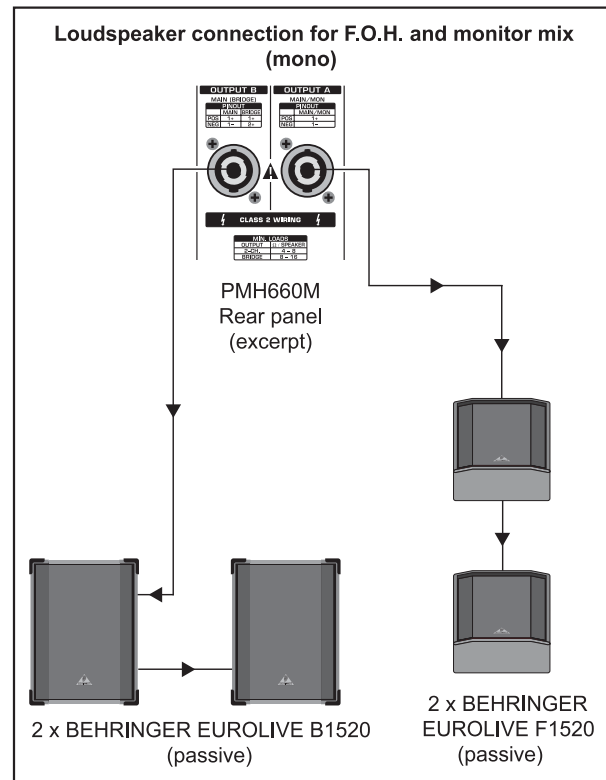 Loudspeaker connection for F.O.H. and monitor mix
(mono)
OUTPUT B
OUTPUT A
MAIN (BRIDGE)
MAIN/MON
PINOUT
MAIN BRIDGE
POS 1+ 1+
NEG 1- 2+
PINOUT
MAIN/MON
POS 1+
NEG 1-
CLASS 2 WIRING
MIN. LOADS
OUTPUT Ω / SPEAKER
2-CH. 4 – 8
BRIDGE 8 – 16
PMH660M
Rear panel
(excerpt)
2 x BEHRINGER EUROLIVE B1520
(passive)
2 x BEHRINGER
EUROLIVE F1520
(passive)